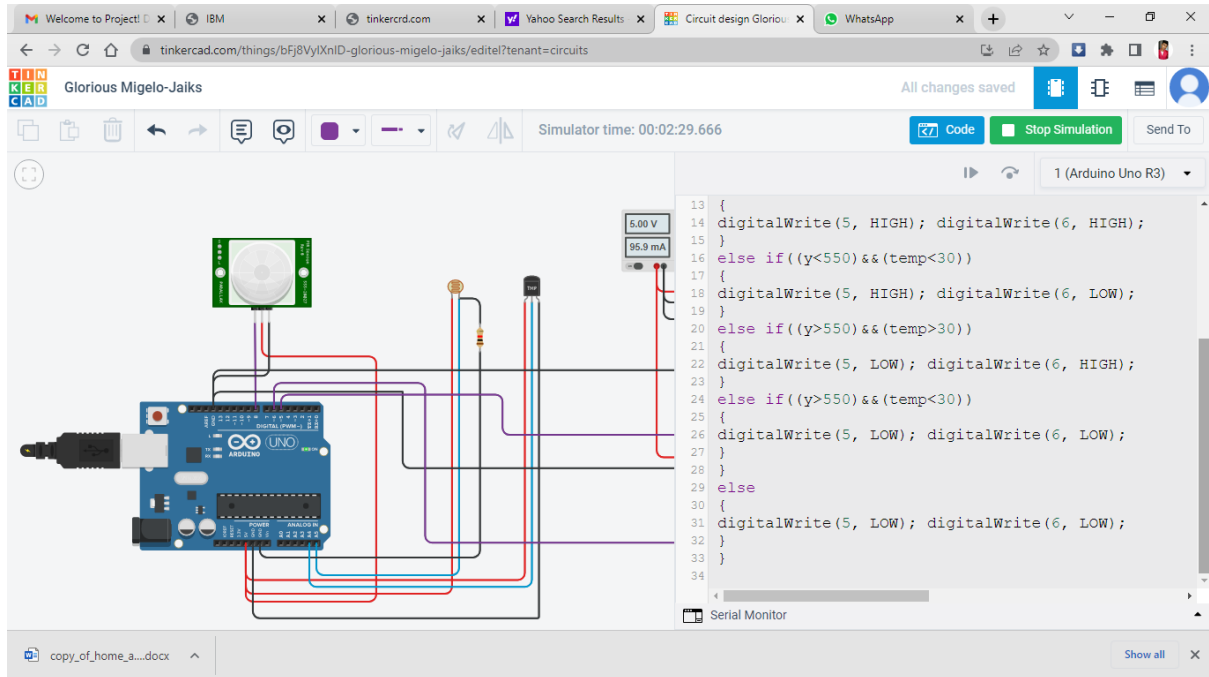 Welcome to Project! D
IBM
tinkercrd.com
Yahoo Search Results
Circuit design Gloriou
WhatsApp
tinkercad.com/things/bFj8VylXnID-glorious-migelo-jaiks/editel?tenant=circuits
TIN
KER
CAD
Glorious Migelo-Jaiks
All changes saved
Simulator time: 00:02:29.666
Code
Stop Simulation
Send To
1 (Arduino Uno R3)
5.00 V
95.9 mA
TMP
DIGITAL (PWM~)
UNO
ARDUINO
POWER
ANALOG IN
13 {
14 digitalWrite(5, HIGH); digitalWrite(6, HIGH);
15 }
16 else if((y<550)&&(temp<30))
17 {
18 digitalWrite(5, HIGH); digitalWrite(6, LOW);
19 }
20 else if((y>550)&&(temp>30))
21 {
22 digitalWrite(5, LOW); digitalWrite(6, HIGH);
23 }
24 else if((y>550)&&(temp<30))
25 {
26 digitalWrite(5, LOW); digitalWrite(6, LOW);
27 }
28 }
29 else
30 {
31 digitalWrite(5, LOW); digitalWrite(6, LOW);
32 }
33 }
34
Serial Monitor
copy_of_home_a....docx
Show all